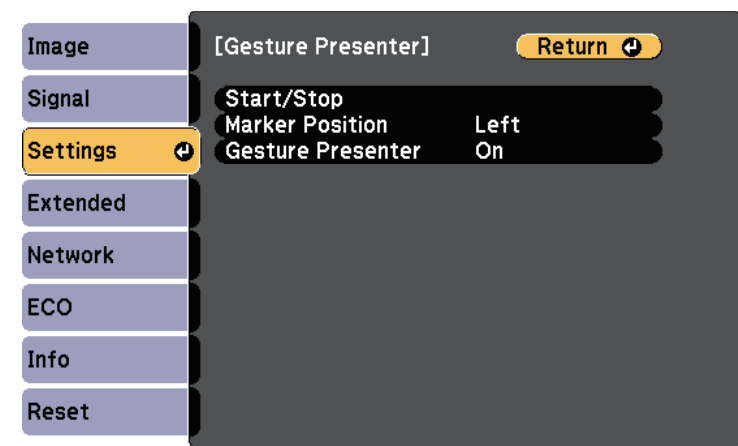 Image
Signal
Settings
Extended
Network
ECO
Info
Reset
[Gesture Presenter]
Return
Start/Stop
Marker Position Left
Gesture Presenter On